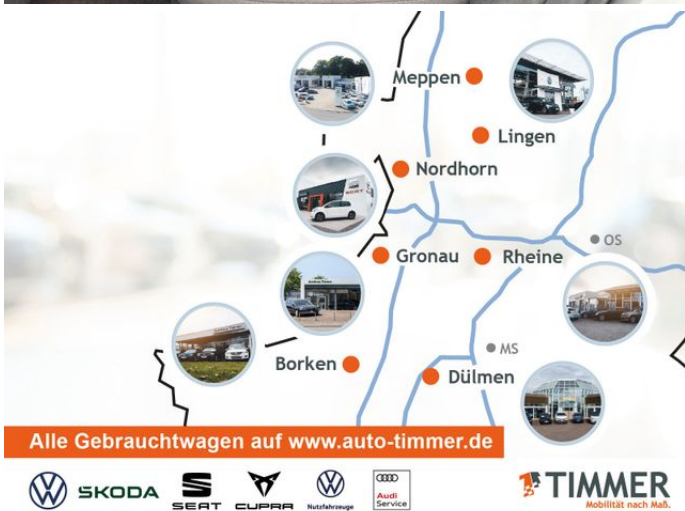 Meppen
Lingen
Nordhorn
OS
Gronau
Rheine
MS
Borken
Dülmen
Alle Gebrauchtwagen auf www.auto-timmer.de
ŠKODA
SEAT
CUPRA
Nutzfahrzeuge
Audi
Service
TIMMER
Mobilität nach Maß.